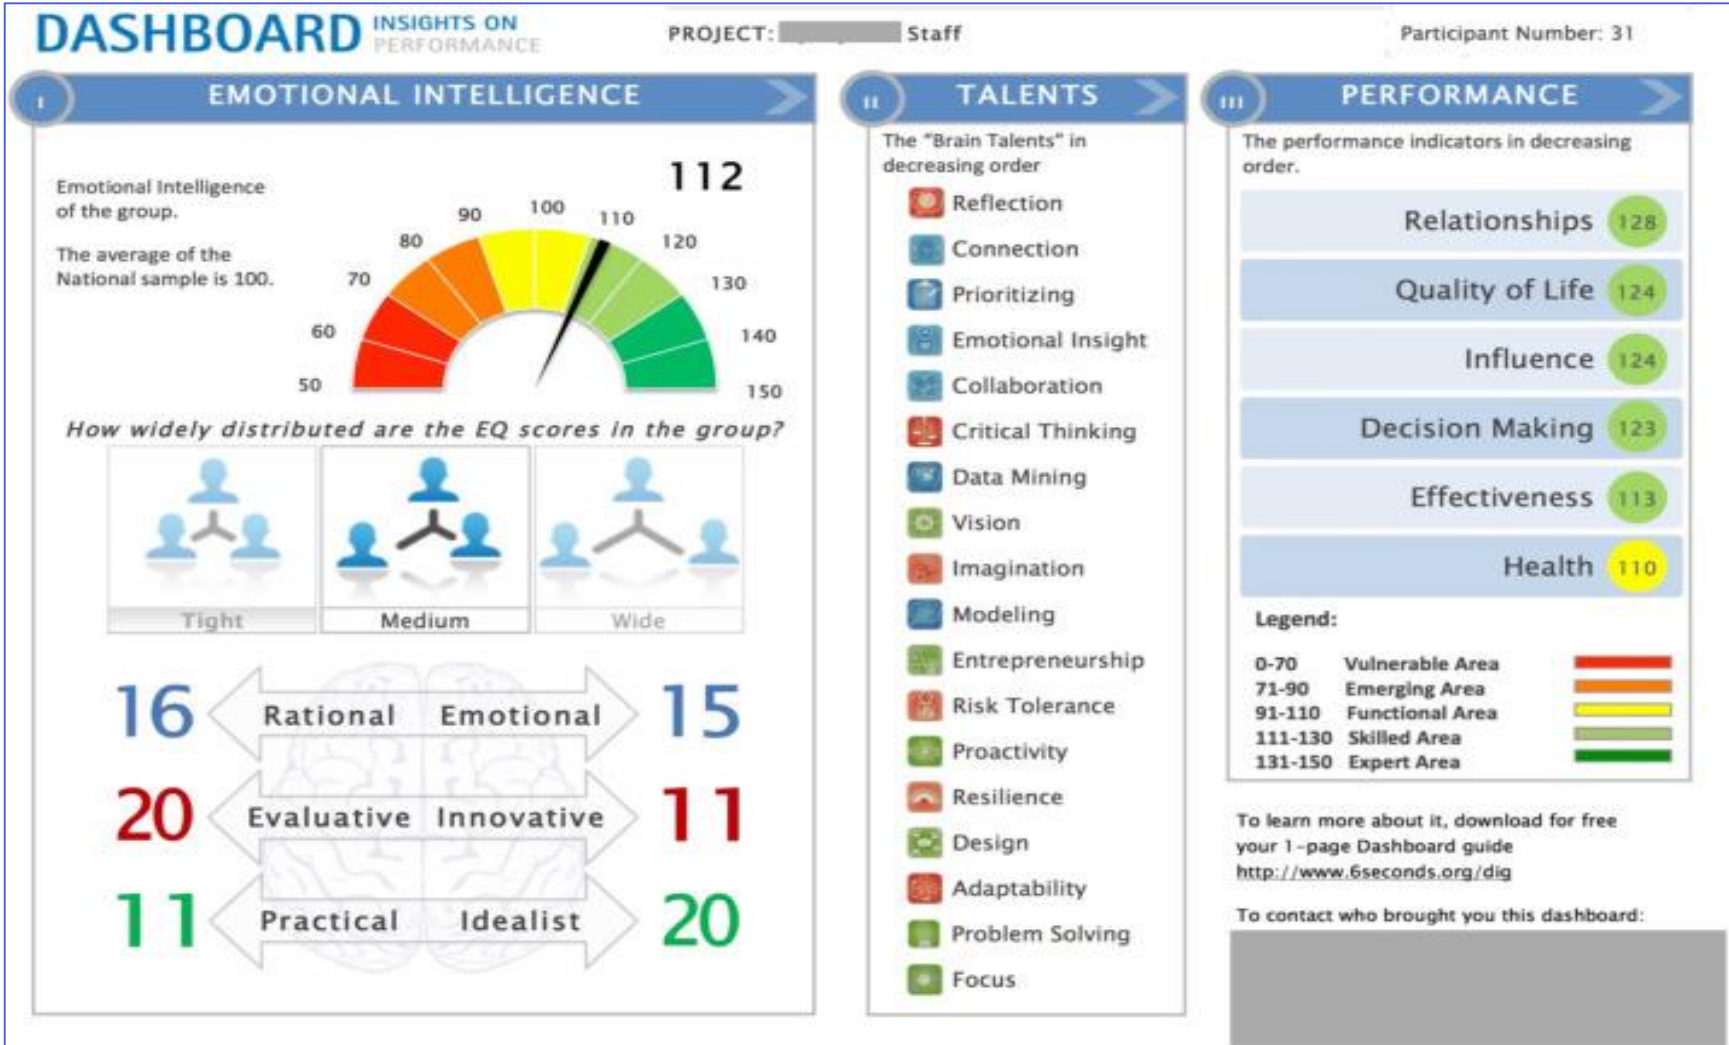 DASHBOARD INSIGHTS ON
PERFORMANCE
PROJECT: Staff
Participant Number: 31
I
EMOTIONAL INTELLIGENCE
Emotional Intelligence
of the group.
The average of the
National sample is 100.
112
50
60
70
80
90
100
110
120
130
140
150
How widely distributed are the EQ scores in the group?
Tight
Medium
Wide
16 Rational Emotional 15
20 Evaluative Innovative 11
11 Practical Idealist 20
II
TALENTS
The "Brain Talents" in
decreasing order
Reflection
Connection
Prioritizing
Emotional Insight
Collaboration
Critical Thinking
Data Mining
Vision
Imagination
Modeling
Entrepreneurship
Risk Tolerance
Proactivity
Resilience
Design
Adaptability
Problem Solving
Focus
III
PERFORMANCE
The performance indicators in decreasing
order.
Relationships 128
Quality of Life 124
Influence 124
Decision Making 123
Effectiveness 113
Health 110
Legend:
0-70 Vulnerable Area
71-90 Emerging Area
91-110 Functional Area
111-130 Skilled Area
131-150 Expert Area
To learn more about it, download for free
your 1-page Dashboard guide
http://www.6seconds.org/dig
To contact who brought you this dashboard: